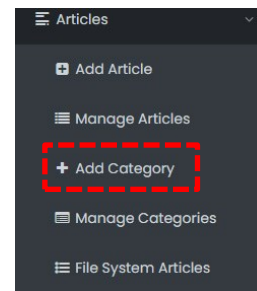 Articles
Add Article
Manage Articles
Add Category
Manage Categories
File System Articles